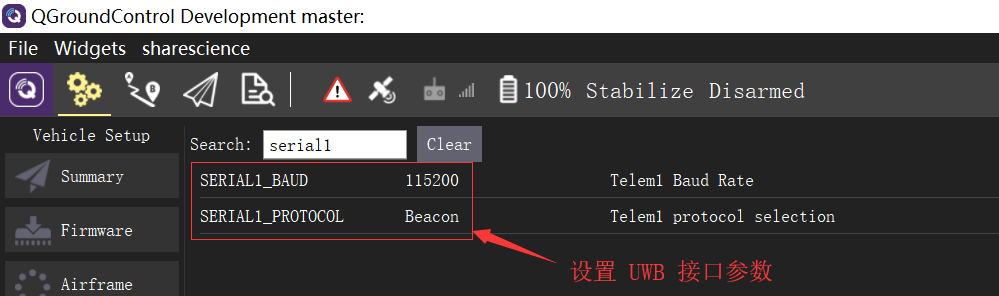 QGroundControl Development master:
File Widgets sharescience
100% Stabilize Disarmed
Vehicle Setup
Search: serial1 Clear
Summary
SERIAL1_BAUD 115200 Telem1 Baud Rate
SERIAL1_PROTOCOL Beacon Telem1 protocol selection
Firmware
设置 UWB 接口参数
Airframe